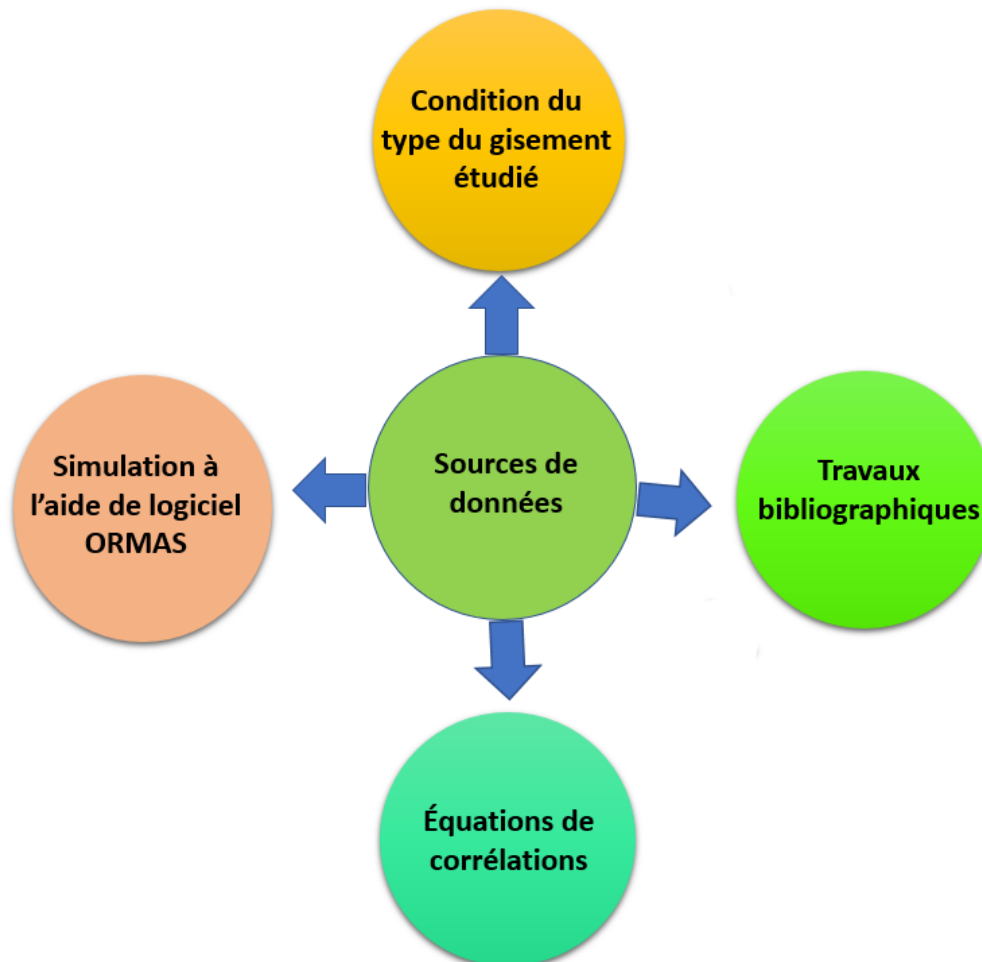 Condition du
type du gisement
étudié
Simulation à
l’aide de logiciel
ORMAS
Sources de
données
Travaux
bibliographiques
Équations de
corrélations